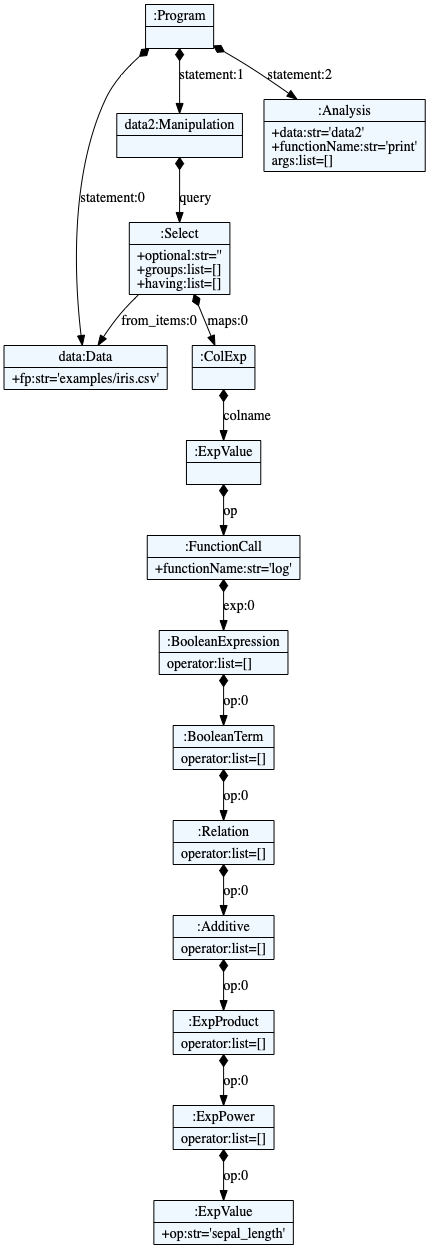 :Program
statement:1
statement:2
data2:Manipulation
:Analysis
+data:str='data2'
+functionName:str='print'
args:list=[]
statement:0
query
:Select
+optional:str=''
+groups:list=[]
+having:list=[]
from_items:0
maps:0
data:Data
+fp:str='examples/iris.csv'
:ColExp
colname
:ExpValue
op
:FunctionCall
+functionName:str='log'
exp:0
:BooleanExpression
operator:list=[]
op:0
:BooleanTerm
operator:list=[]
op:0
:Relation
operator:list=[]
op:0
:Additive
operator:list=[]
op:0
:ExpProduct
operator:list=[]
op:0
:ExpPower
operator:list=[]
op:0
:ExpValue
+op:str='sepal_length'